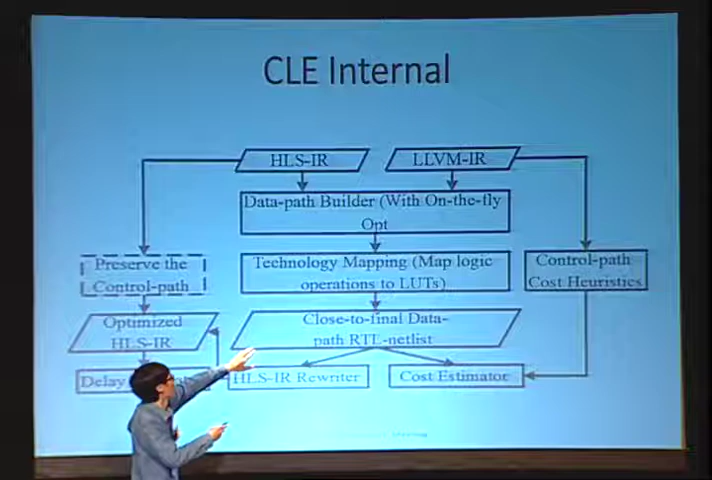 CLE Internal
HLS-IR
LLVM-IR
Data-path Builder (With On-the-fly
Opt
Preserve the
Control-path
Technology Mapping (Map logic
operations to LUTs)
Control-path
Cost Heuristics
Optimized
HLS-IR
Close-to-final Data-
path RTL-netlist
Delay
HLS-IR Rewriter
Cost Estimator